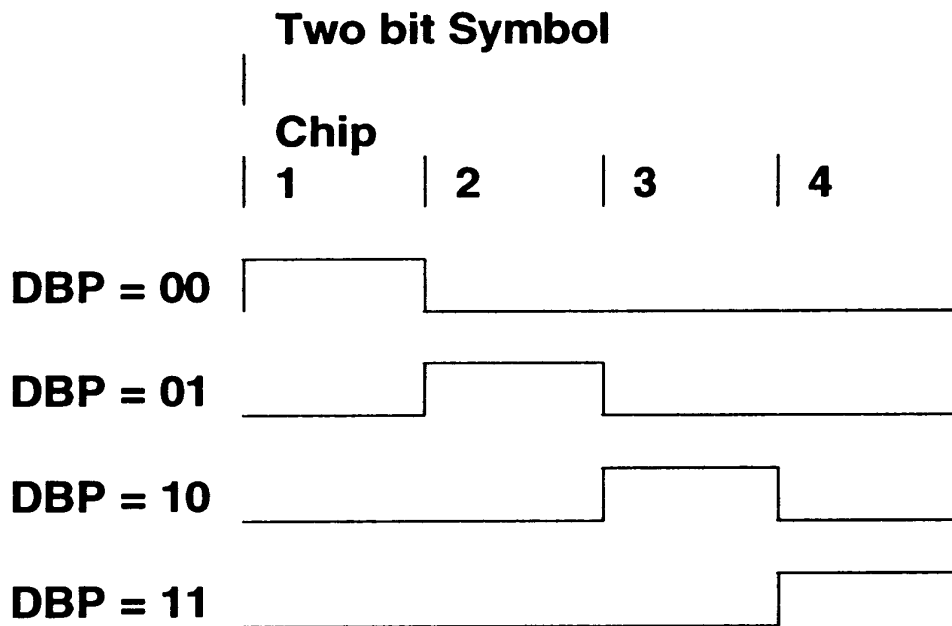 Two bit Symbol
Chip
1 2 3 4
DBP = 00
DBP = 01
DBP = 10
DBP = 11